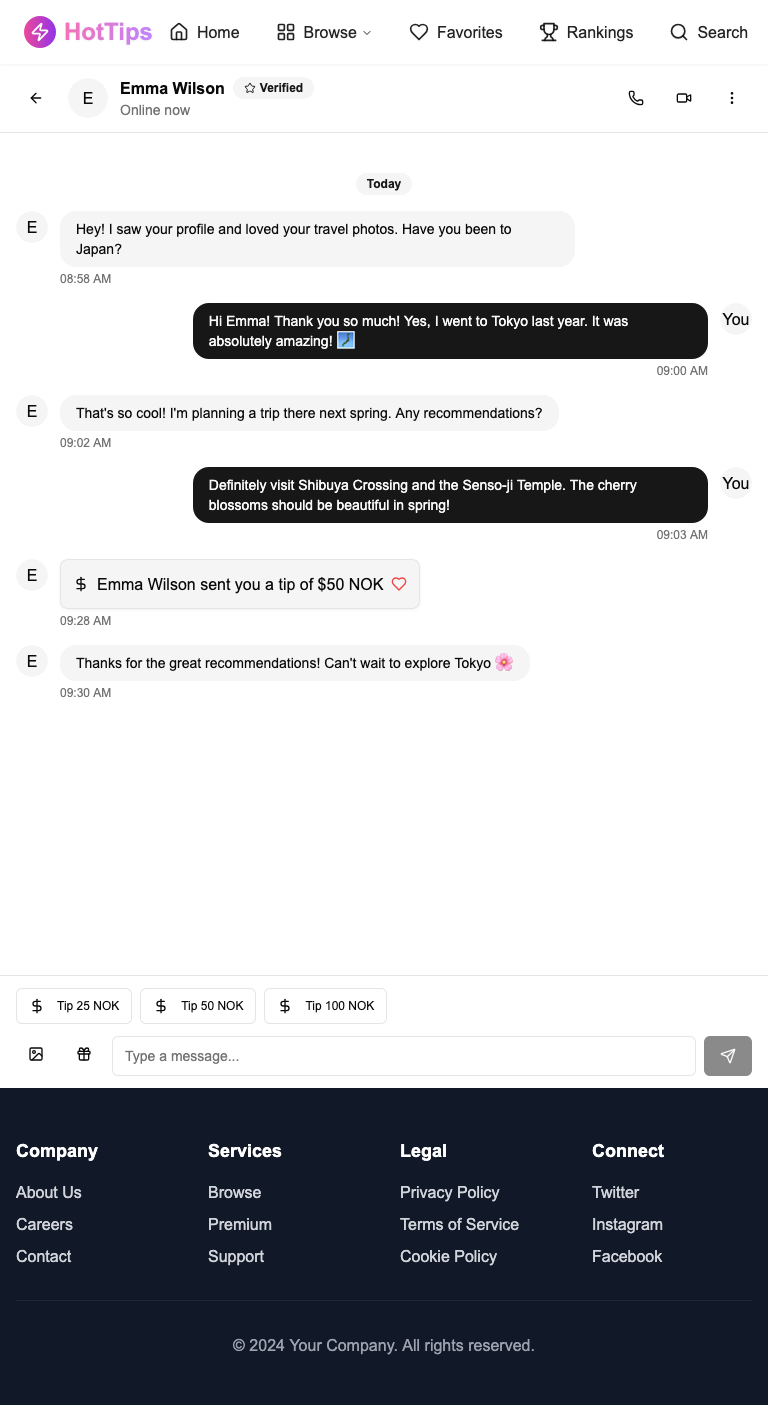 HotTips Home Browse Favorites Rankings Search
E Emma Wilson Verified
Online now
Today
E Hey! I saw your profile and loved your travel photos. Have you been to
Japan?
08:58 AM
Hi Emma! Thank you so much! Yes, I went to Tokyo last year. It was You
absolutely amazing! 🗾
09:00 AM
E That's so cool! I'm planning a trip there next spring. Any recommendations?
09:02 AM
Definitely visit Shibuya Crossing and the Senso-ji Temple. The cherry You
blossoms should be beautiful in spring!
09:03 AM
E $ Emma Wilson sent you a tip of $50 NOK
09:28 AM
E Thanks for the great recommendations! Can't wait to explore Tokyo 🌸
09:30 AM
$ Tip 25 NOK $ Tip 50 NOK $ Tip 100 NOK
Type a message...
Company Services Legal Connect
About Us Browse Privacy Policy Twitter
Careers Premium Terms of Service Instagram
Contact Support Cookie Policy Facebook
© 2024 Your Company. All rights reserved.